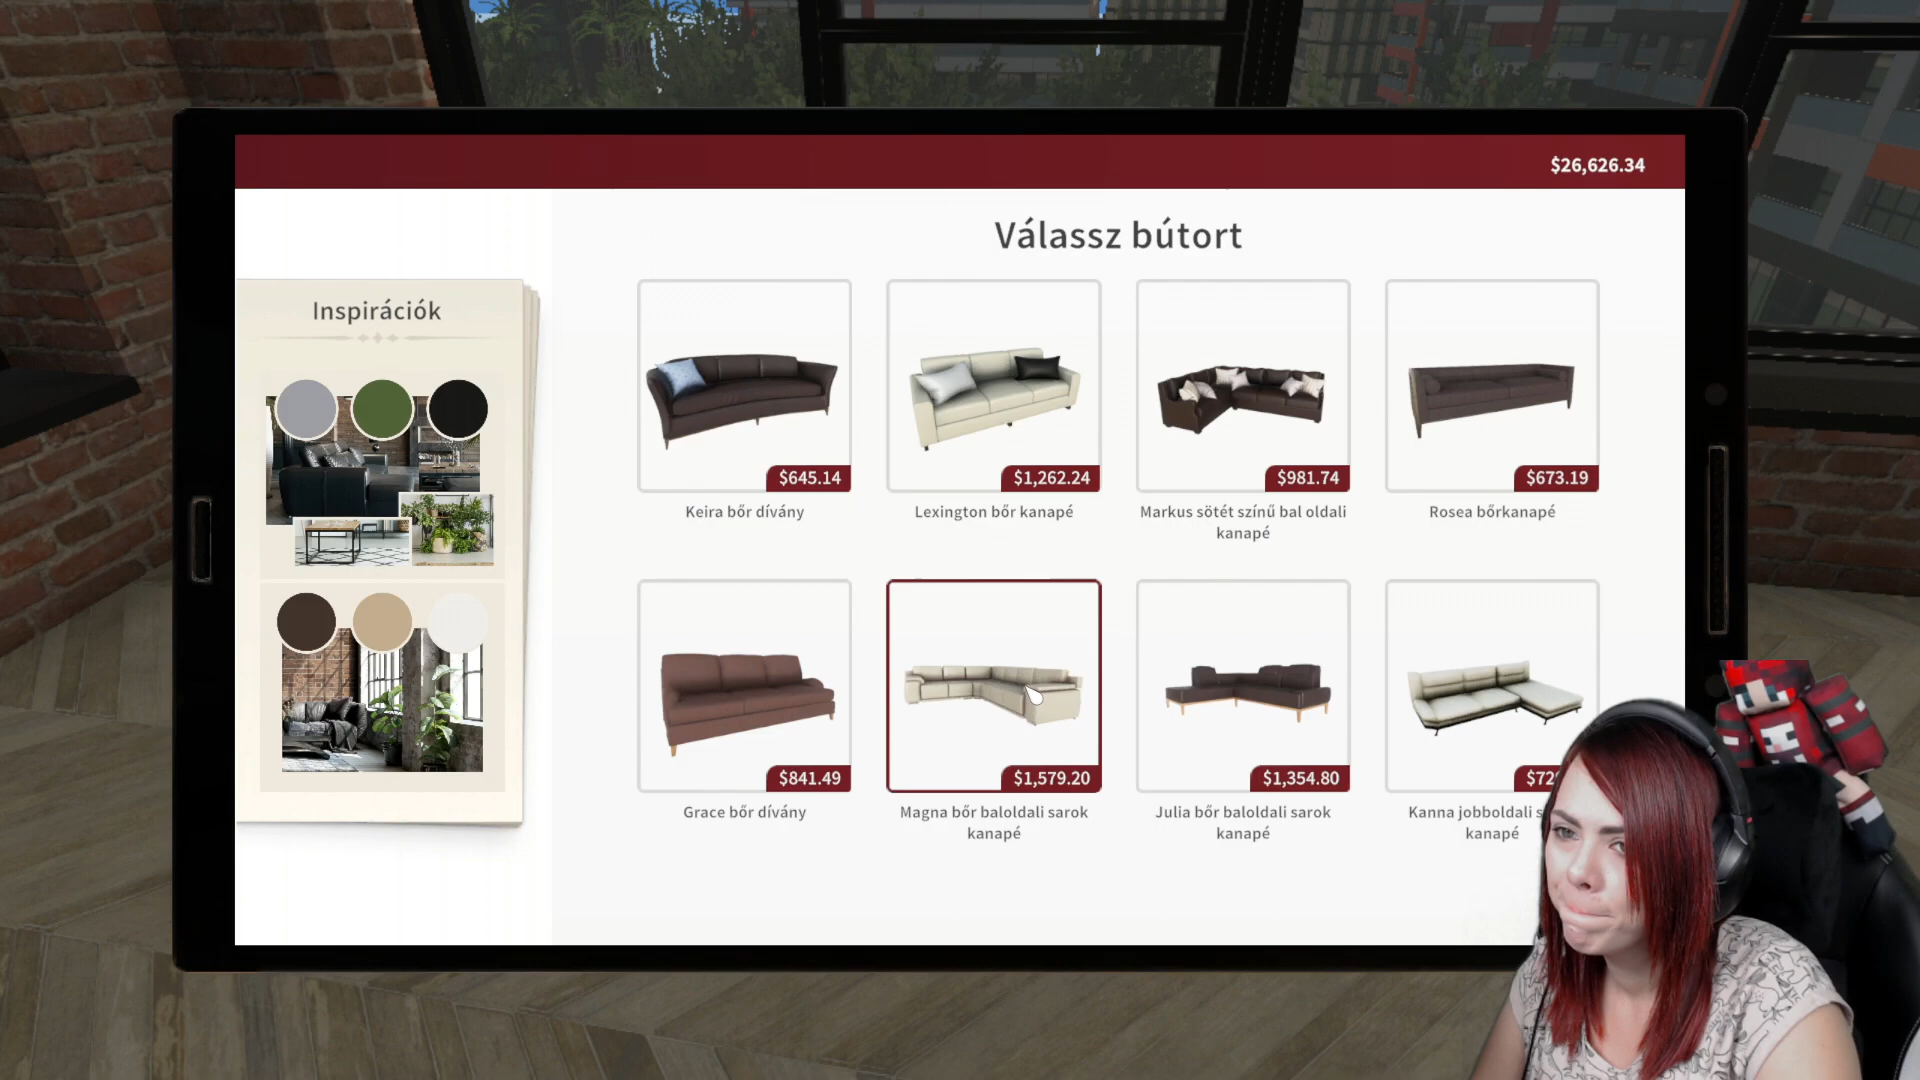 $26,626.34
Válassz bútort
Inspirációk
$645.14
$1,262.24
$981.74
$673.19
Keira bőr dívány
Lexington bőr kanapé
Markus sötét színű bal oldali
kanapé
Rosea bőrkanapé
$841.49
$1,579.20
$1,354.80
Grace bőr dívány
Magna bőr baloldali sarok
kanapé
Julia bőr baloldali sarok
kanapé
Kanna jobboldali
kanapé